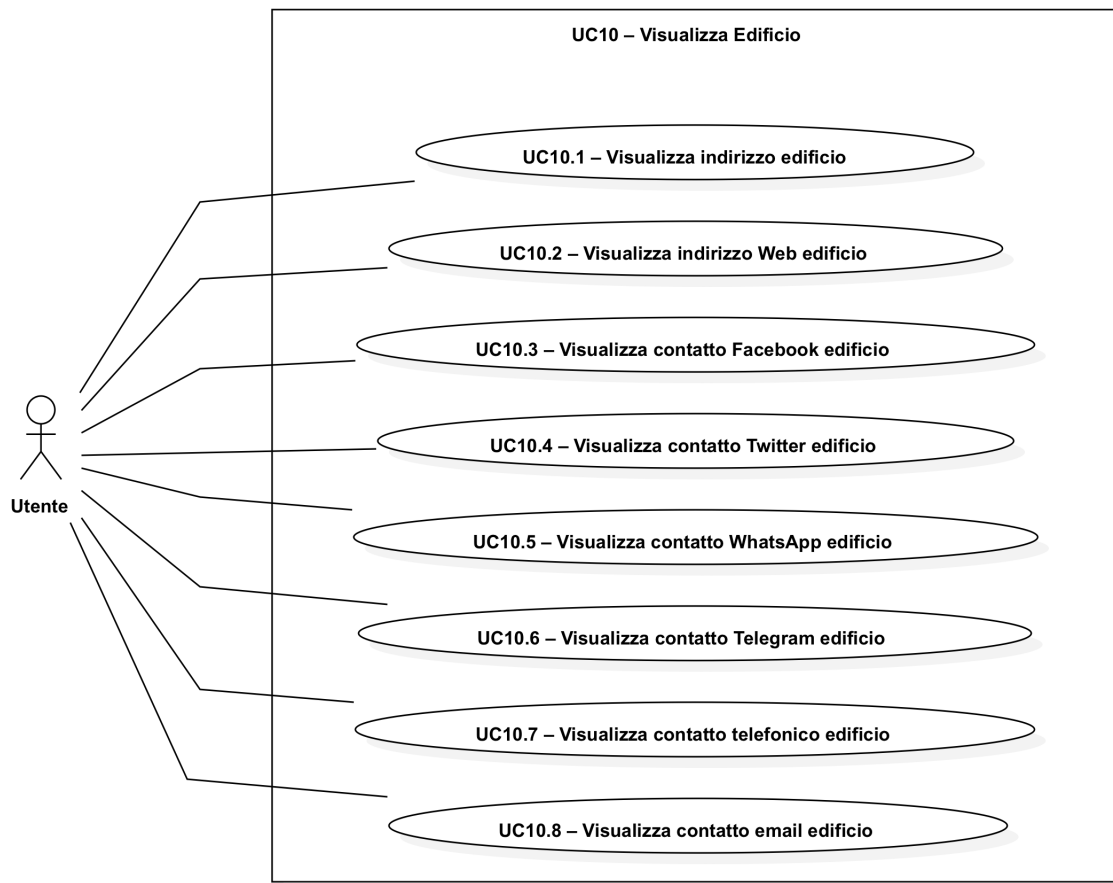 UC10 – Visualizza Edificio
UC10.1 – Visualizza indirizzo edificio
UC10.2 – Visualizza indirizzo Web edificio
UC10.3 – Visualizza contatto Facebook edificio
UC10.4 – Visualizza contatto Twitter edificio
Utente
UC10.5 – Visualizza contatto WhatsApp edificio
UC10.6 – Visualizza contatto Telegram edificio
UC10.7 – Visualizza contatto telefonico edificio
UC10.8 – Visualizza contatto email edificio